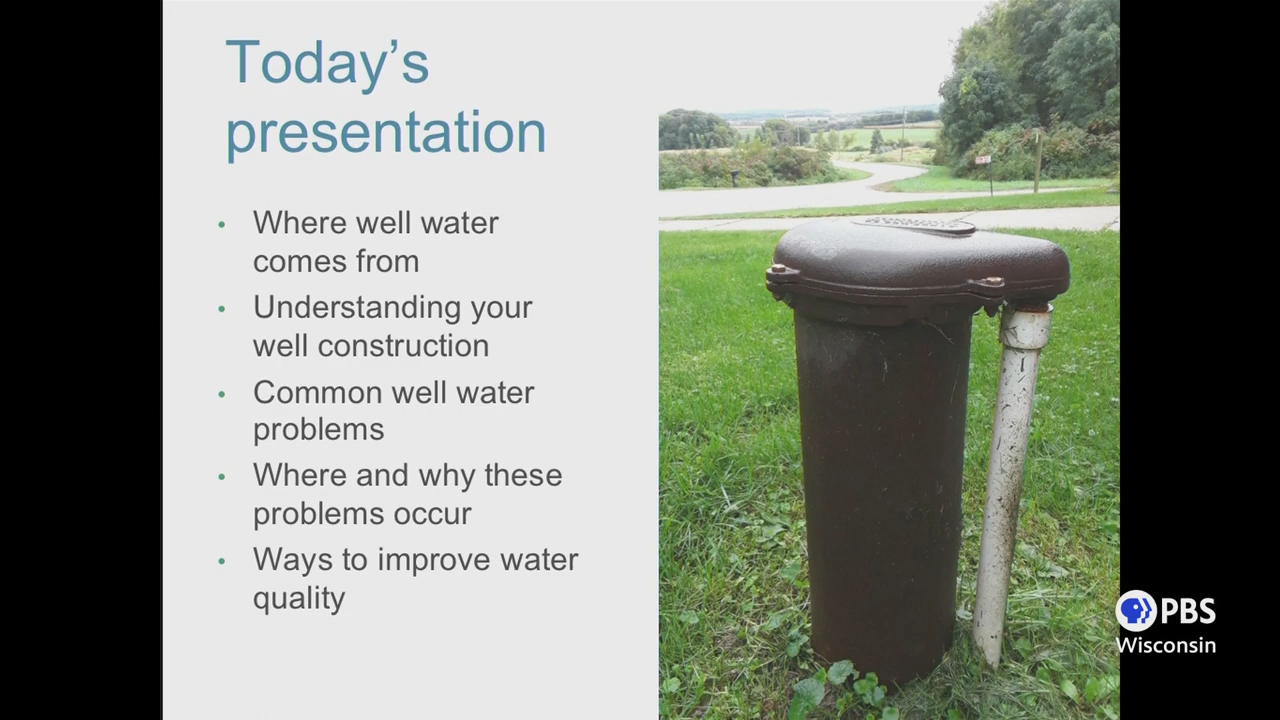 Today's
presentation
• Where well water
comes from
• Understanding your
well construction
• Common well water
problems
• Where and why these
problems occur
• Ways to improve water
quality
PBS
Wisconsin